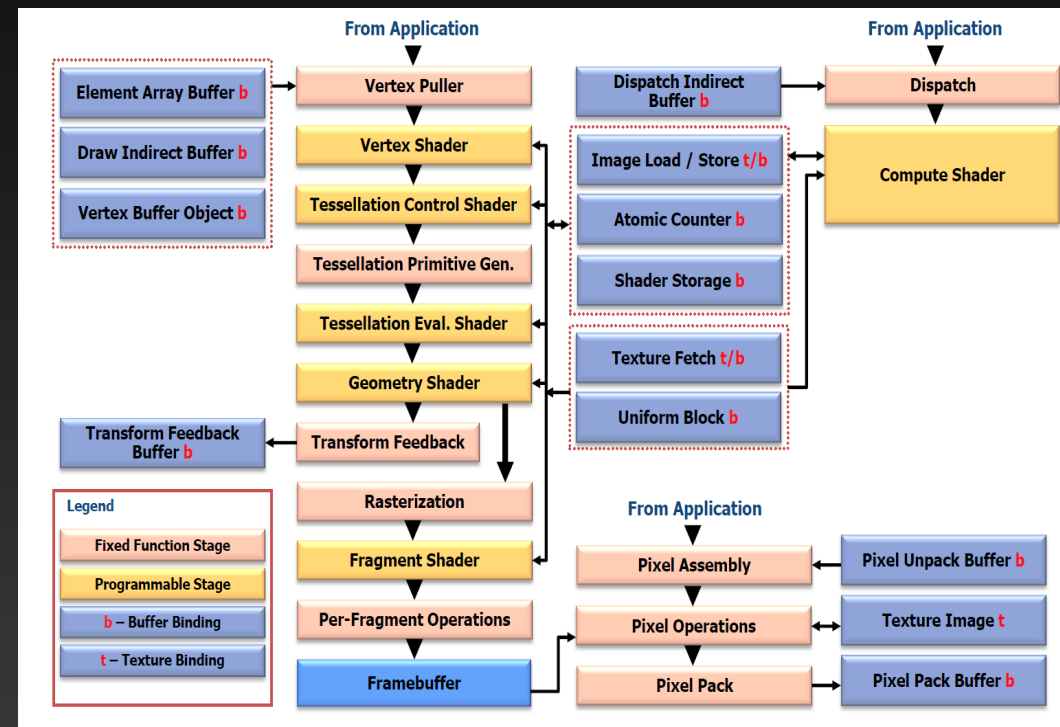 From Application
From Application
Element Array Buffer b
Draw Indirect Buffer b
Vertex Buffer Object b
Vertex Puller
Vertex Shader
Tessellation Control Shader
Tessellation Primitive Gen.
Tessellation Eval. Shader
Geometry Shader
Transform Feedback
Transform Feedback
Buffer b
Rasterization
Fragment Shader
Per-Fragment Operations
Framebuffer
Dispatch Indirect
Buffer b
Dispatch
Image Load / Store t/b
Atomic Counter b
Shader Storage b
Compute Shader
Texture Fetch t/b
Uniform Block b
Legend
Fixed Function Stage
Programmable Stage
b – Buffer Binding
t – Texture Binding
From Application
Pixel Assembly
Pixel Unpack Buffer b
Pixel Operations
Texture Image t
Pixel Pack
Pixel Pack Buffer b